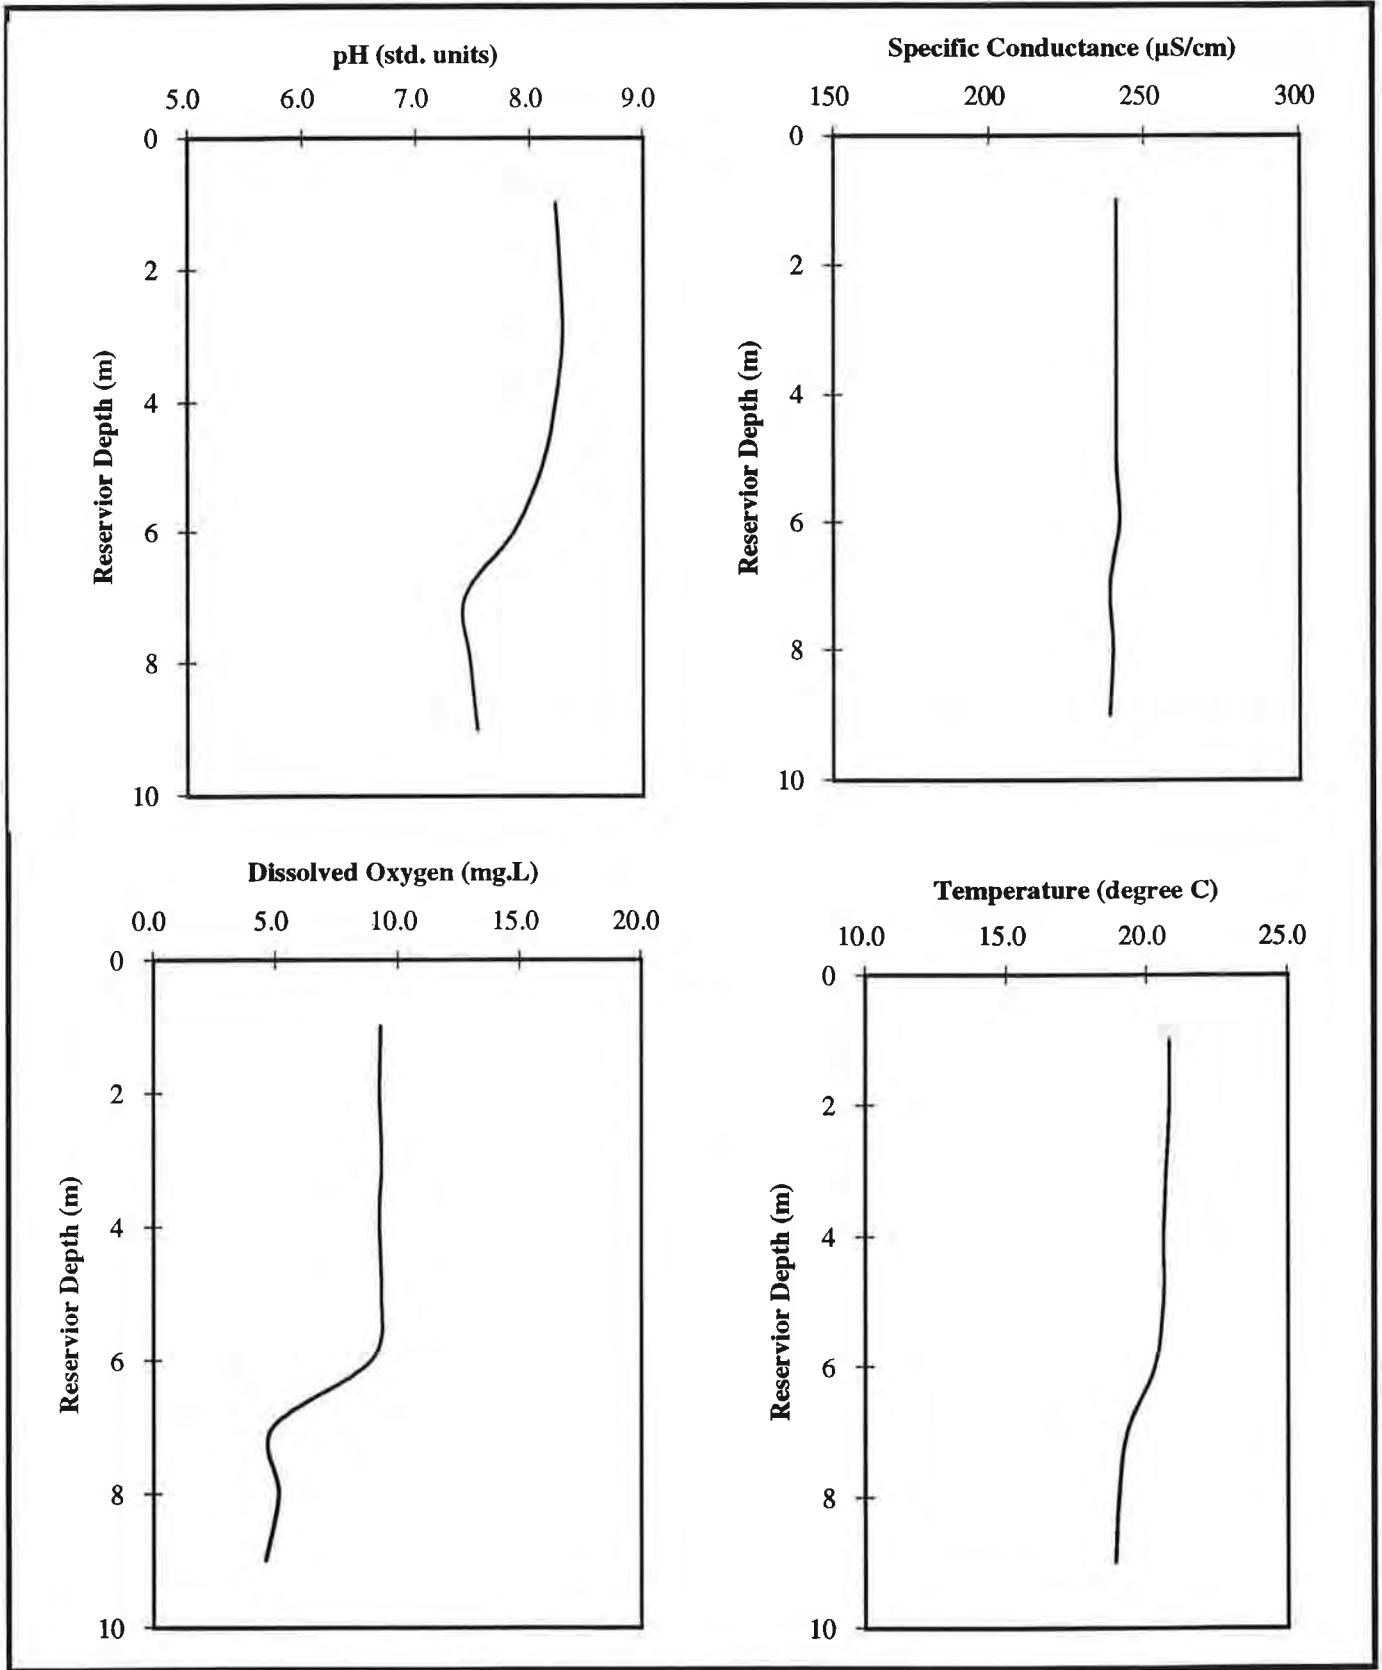 pH (std. units)
5.0 6.0 7.0 8.0 9.0
0
2
4
6
8
10
Reservior Depth (m)
Specific Conductance (µS/cm)
150 200 250 300
0
2
4
6
8
10
Reservior Depth (m)
Dissolved Oxygen (mg.L)
0.0 5.0 10.0 15.0 20.0
0
2
4
6
8
10
Reservior Depth (m)
Temperature (degree C)
10.0 15.0 20.0 25.0
0
2
4
6
8
10
Reservior Depth (m)